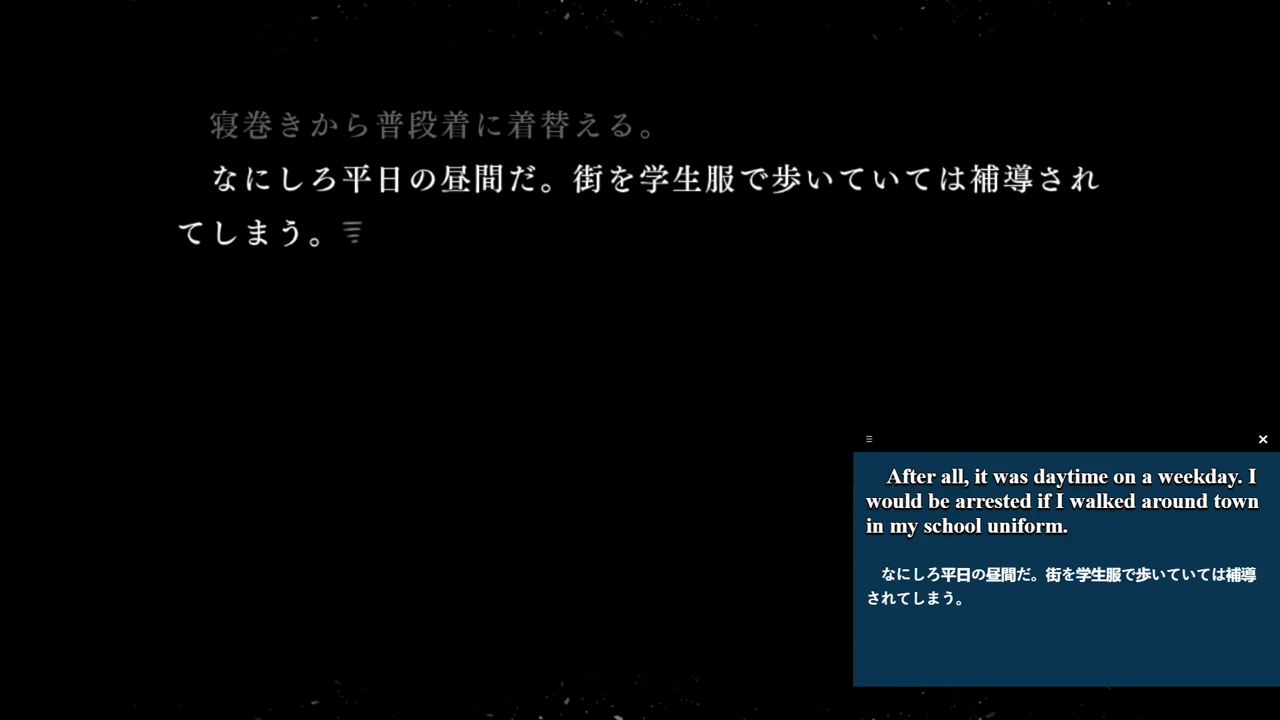 寝巻きから普段着に着替える。
なにしろ平日の昼間だ。街を学生服で歩いていては補導され
てしまう。
After all, it was daytime on a weekday. I
would be arrested if I walked around town
in my school uniform.
なにしろ平日の昼間だ。街を学生服で歩いていては補導
されてしまう。